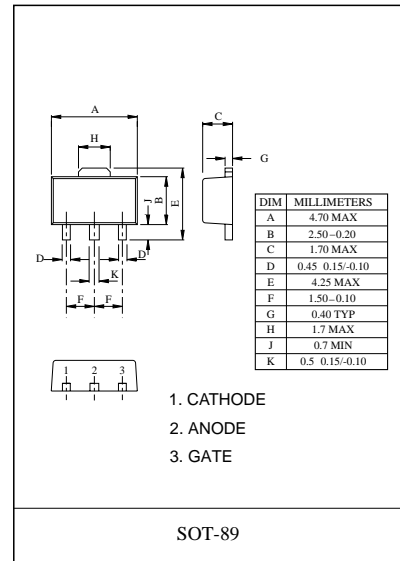 A
H
C
G
J
B
E
D
D
K
F
F
DIM MILLIMETERS
A 4.70 MAX
B 2.50−0.20
C 1.70 MAX
D 0.45 0.15/-0.10
E 4.25 MAX
F 1.50−0.10
G 0.40 TYP
H 1.7 MAX
J 0.7 MIN
K 0.5 0.15/-0.10
1 2 3
1. CATHODE
2. ANODE
3. GATE
SOT-89